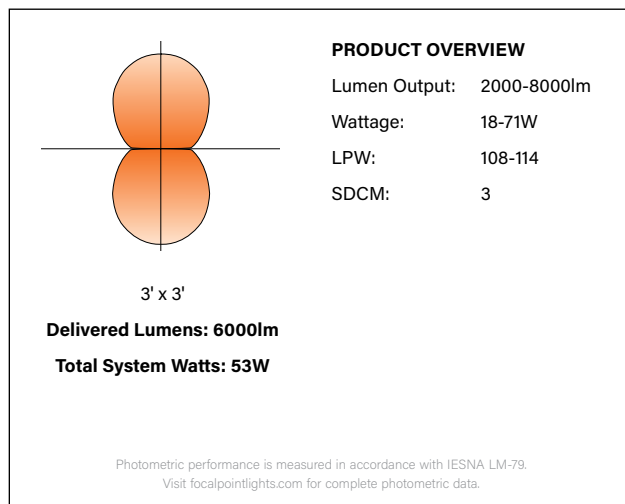 PRODUCT OVERVIEW
Lumen Output: 2000-8000lm
Wattage: 18-71W
LPW: 108-114
SDCM: 3
3' x 3'
Delivered Lumens: 6000lm
Total System Watts: 53W
Photometric performance is measured in accordance with IESNA LM-79.
Visit focalpointlights.com for complete photometric data.